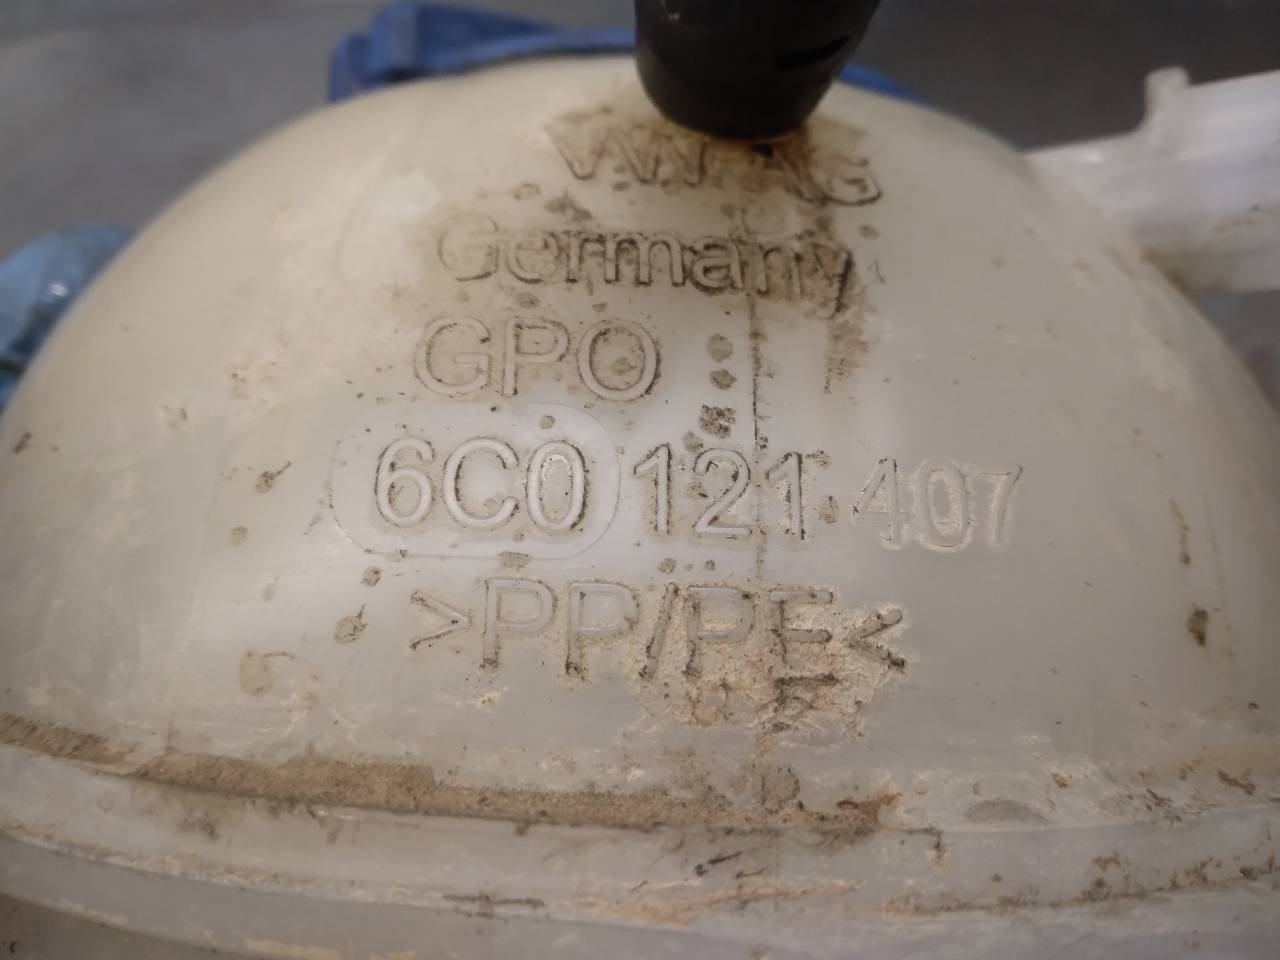 VW AG
Germany
GPO
6C0 121 407
>PP/PE<